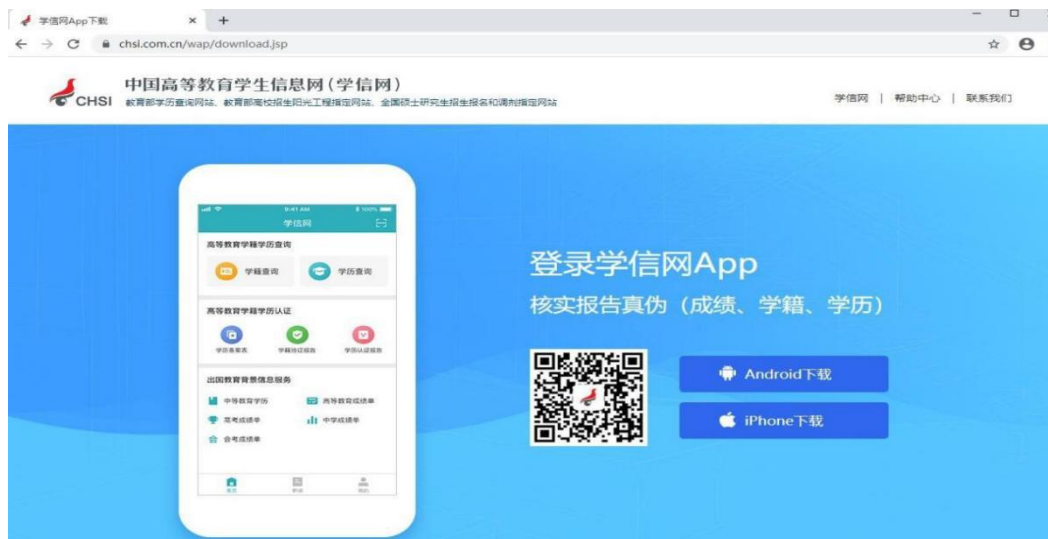 学信网App下载
chsi.com.cn/wap/download.jsp
CHSI
中国高等教育学生信息网(学信网)
教育部学历查询网站、教育部高校招生阳光工程指定网站、全国硕士研究生报名和调剂指定网站
学信网 | 帮助中心 | 联系我们
9:41 AM 100%
学信网
高等教育学籍学历查询
学籍查询 学历查询
高等教育学籍学历认证
学历备案表 学籍验证报告 学历认证报告
出国教育背景信息服务
中等教育学历 高等教育成绩单
高考成绩单 中学成绩单
会考成绩单
首页 我的
登录学信网App
核实报告真伪(成绩、学籍、学历)
Android下载
iPhone下载